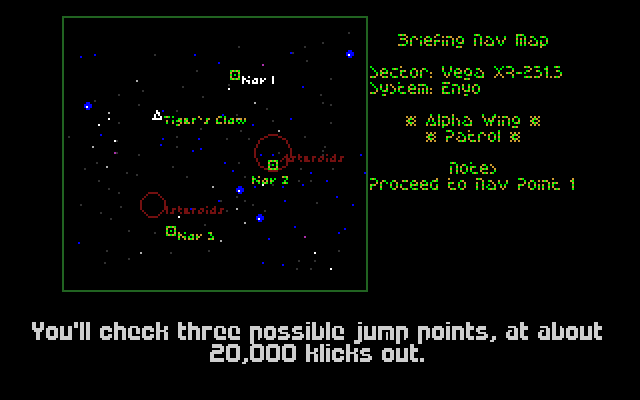 Briefing Nav Map
Sector: Vega XR-231.3
System: Enyo
* Alpha Wing *
* Patrol *
Notes
Proceed to Nav Point 1
Nav 1
Tiger's Claw
Asteroids
Nav 2
Asteroids
Nav 3
You'll check three possible jump points, at about
20,000 klicks out.